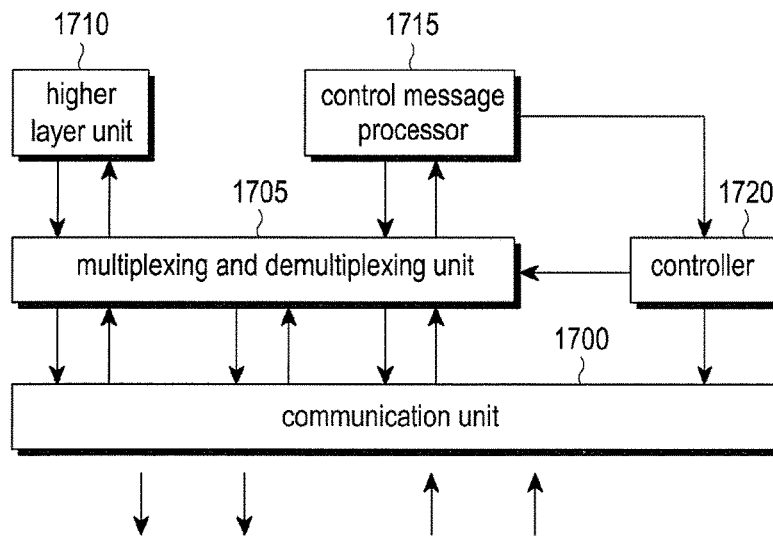 1710
1715
higher
layer unit
control message
processor
1705
1720
multiplexing and demultiplexing unit
controller
1700
communication unit